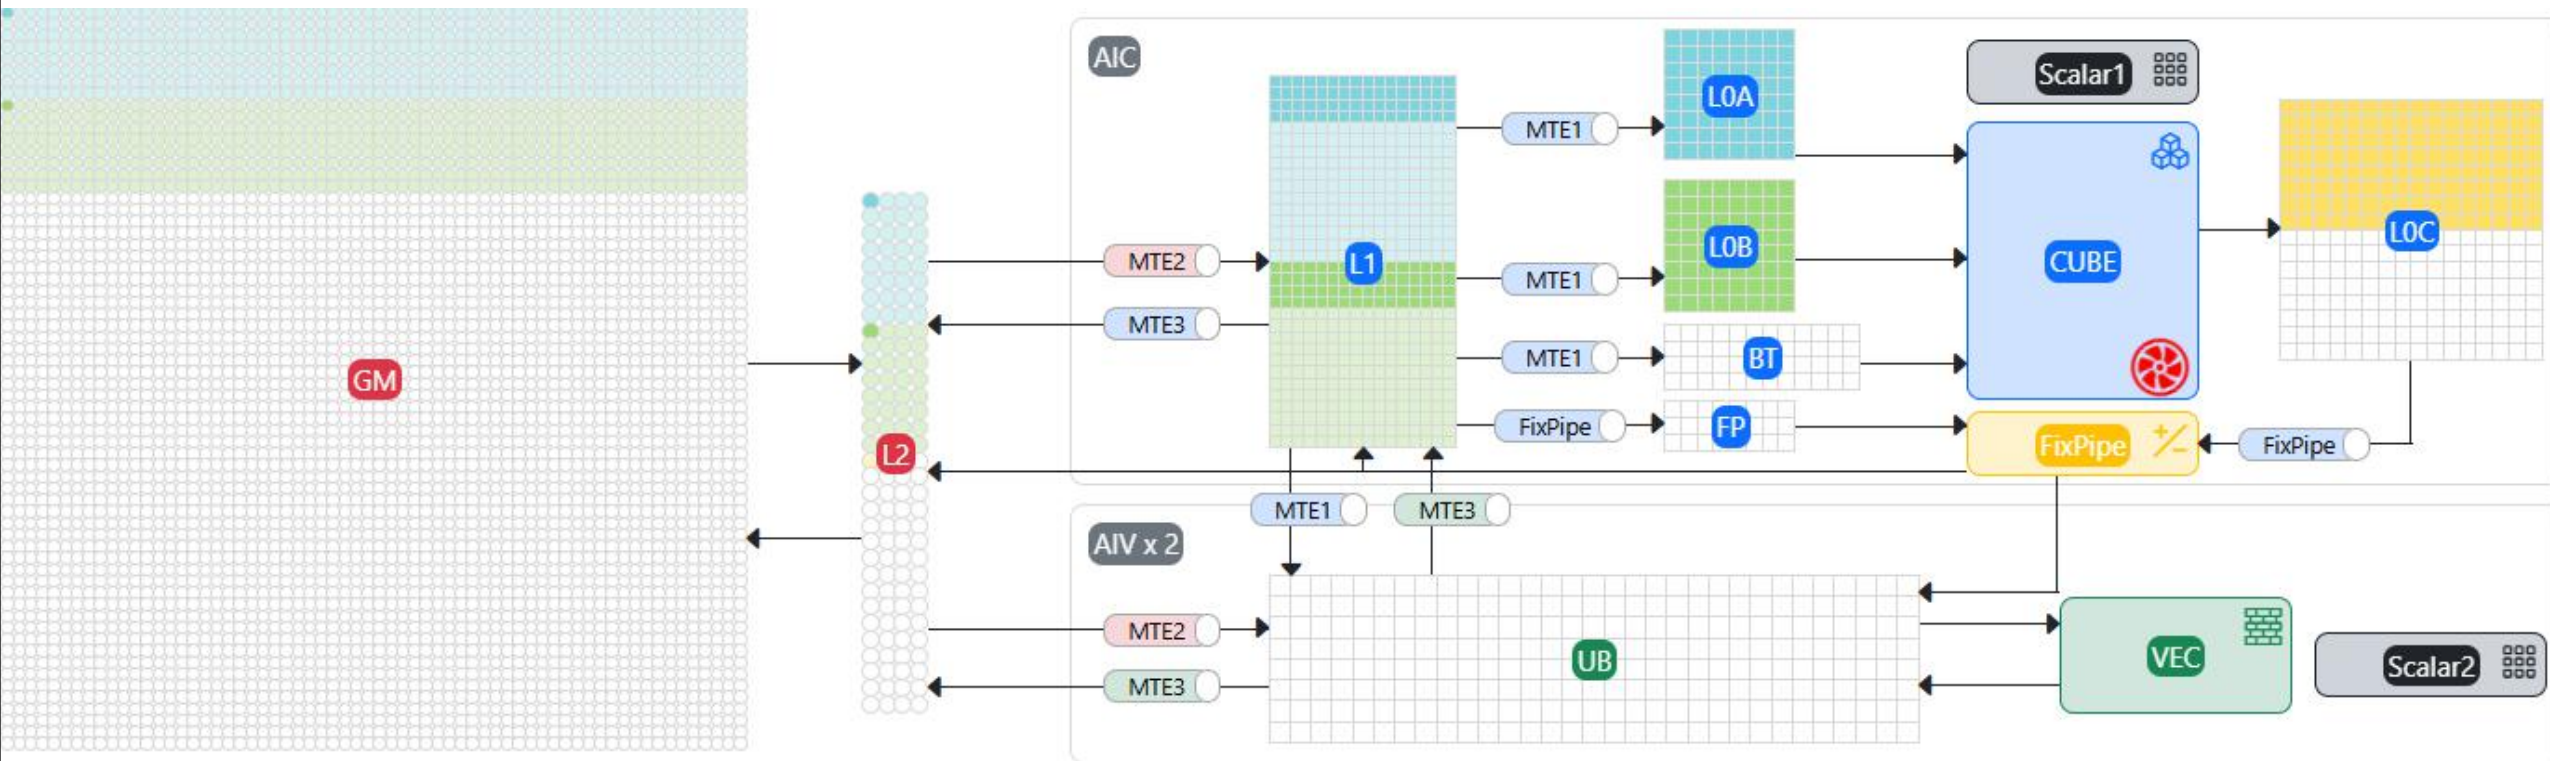 GM
L2
AIC
MTE2
MTE3
L1
MTE1
L0A
MTE1
L0B
MTE1
BT
FixPipe
FP
Scalar1
CUBE
FixPipe
FixPipe
L0C
MTE1
MTE3
AIV x 2
MTE2
MTE3
UB
VEC
Scalar2